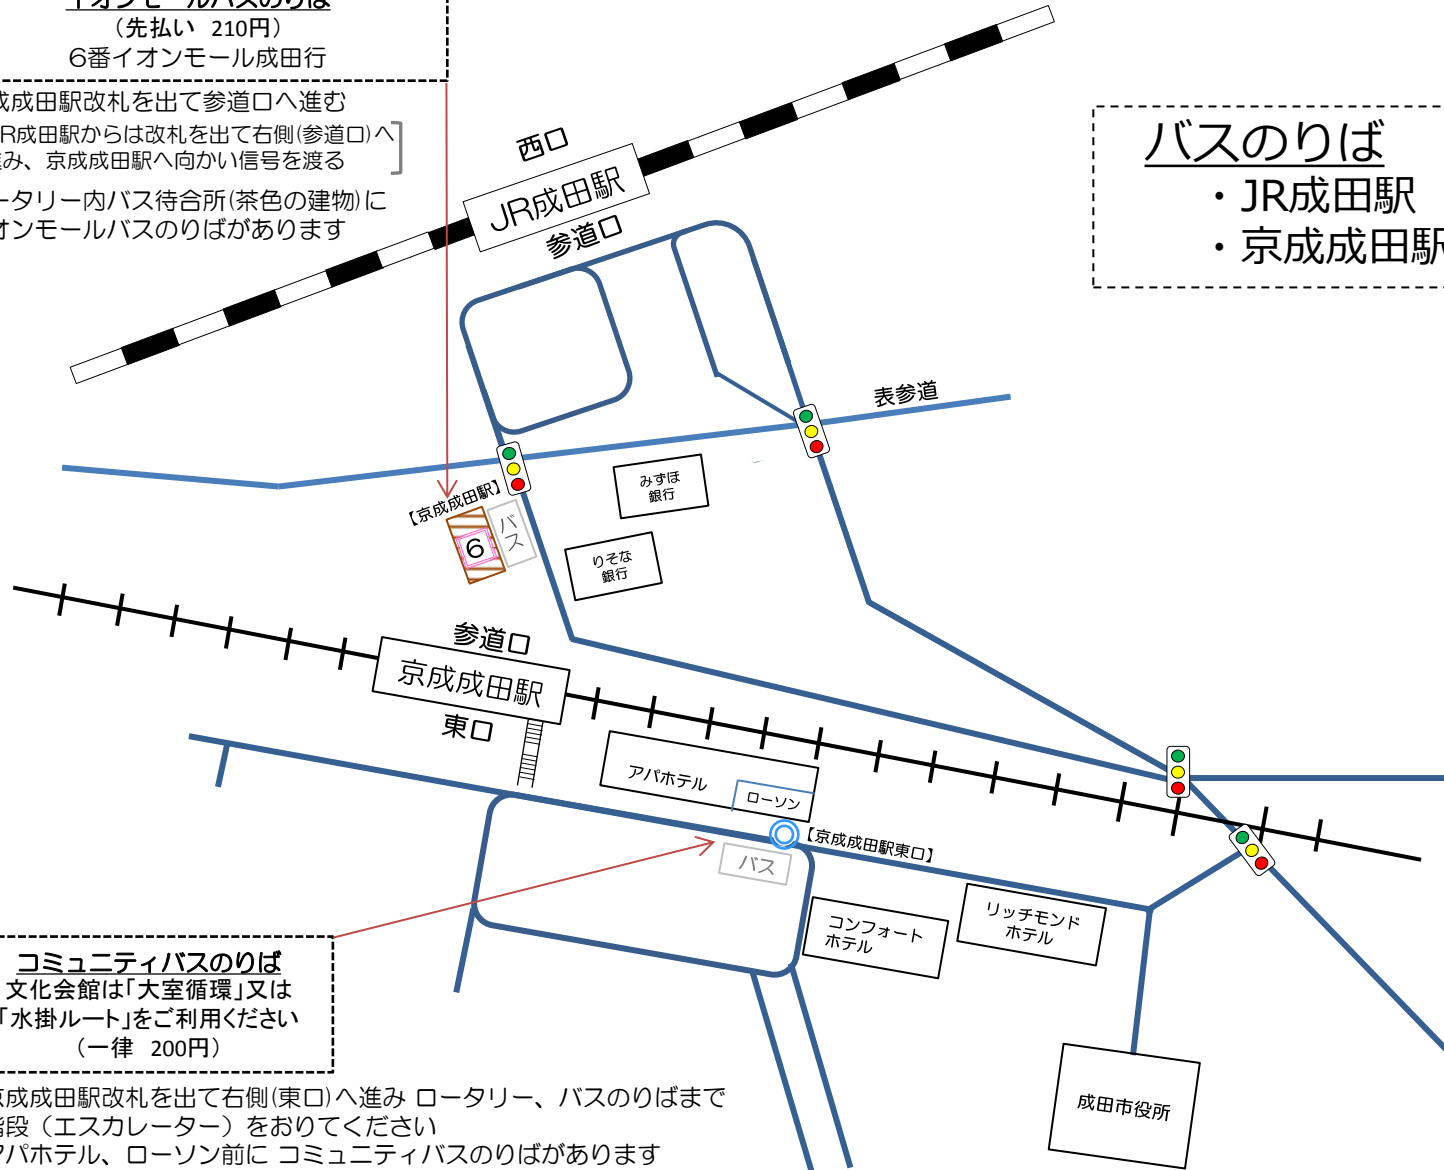 イオンモールバスのりば
（先払い 210円）
6番イオンモール成田行
成成田駅改札を出て参道口へ進む
R成田駅からは改札を出て右側(参道口)へ
進み、京成成田駅へ向かい信号を渡る
ータリー内バス待合所(茶色の建物)に
オンモールバスのりばがあります
バスのりば
・JR成田駅
・京成成田駅
西口
JR成田駅
参道口
表参道
みずほ
銀行
【京成成田駅】
バス
6
りそな
銀行
参道口
京成成田駅
東口
アパホテル
ローソン
【京成成田駅東口】
バス
コンフォート
ホテル
リッチモンド
ホテル
成田市役所
コミュニティバスのりば
文化会館は「大室循環」又は
「水掛ルート」をご利用ください
（一律 200円）
京成成田駅改札を出て右側(東口)へ進み ロータリー、バスのりばまで
階段（エスカレーター）をおりてください
アパホテル、ローソン前に コミュニティバスのりばがあります